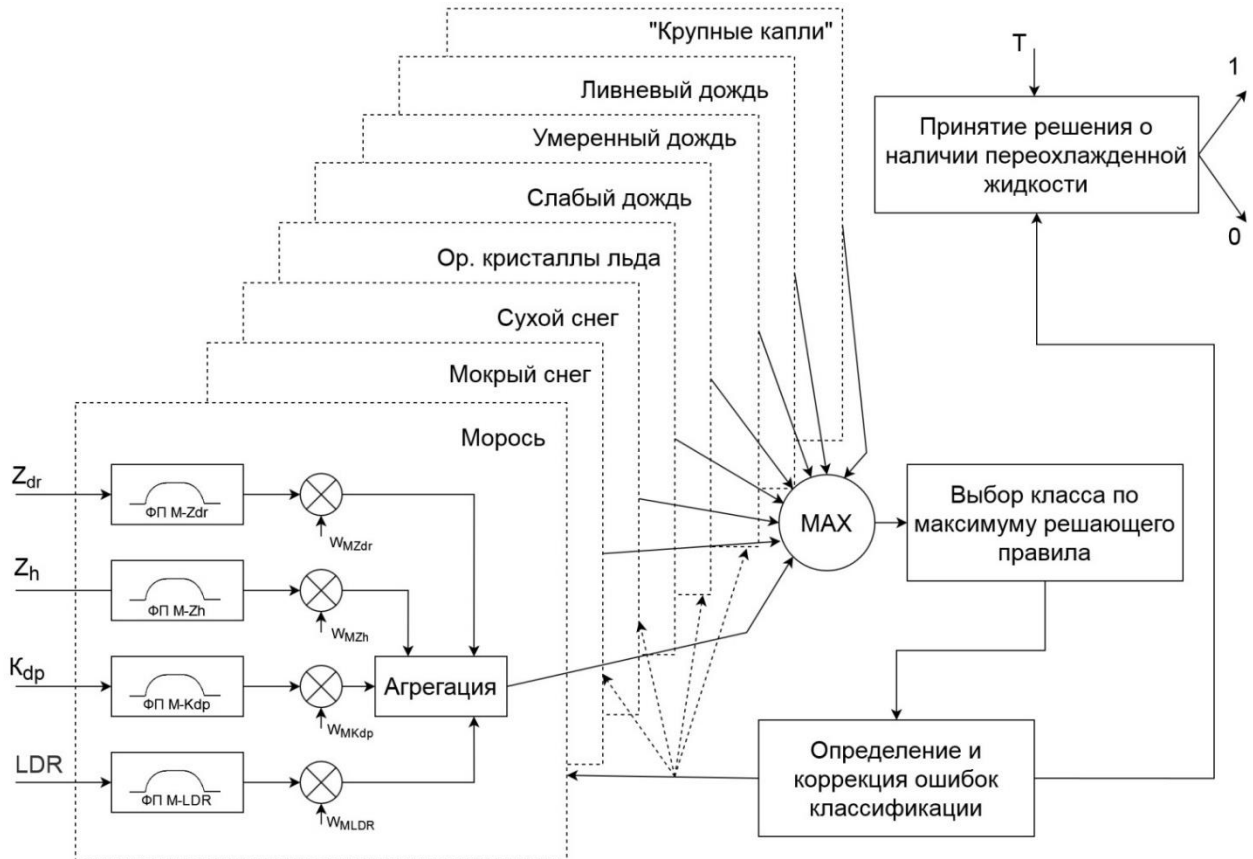 "Крупные капли"
Ливневый дождь
Умеренный дождь
Слабый дождь
Ор. кристаллы льда
Сухой снег
Мокрый снег
Морось
Zdr
ФП М-Zdr
WMZdr
Zh
ФП М-Zh
WMZh
Kdp
ФП М-Kdp
WMKdp
LDR
ФП М-LDR
WMLDR
Агрегация
MAX
Выбор класса по
максимуму решающего
правила
Определение и
коррекция ошибок
классификации
T
Принятие решения о
наличии переохлажденной
жидкости
1
0